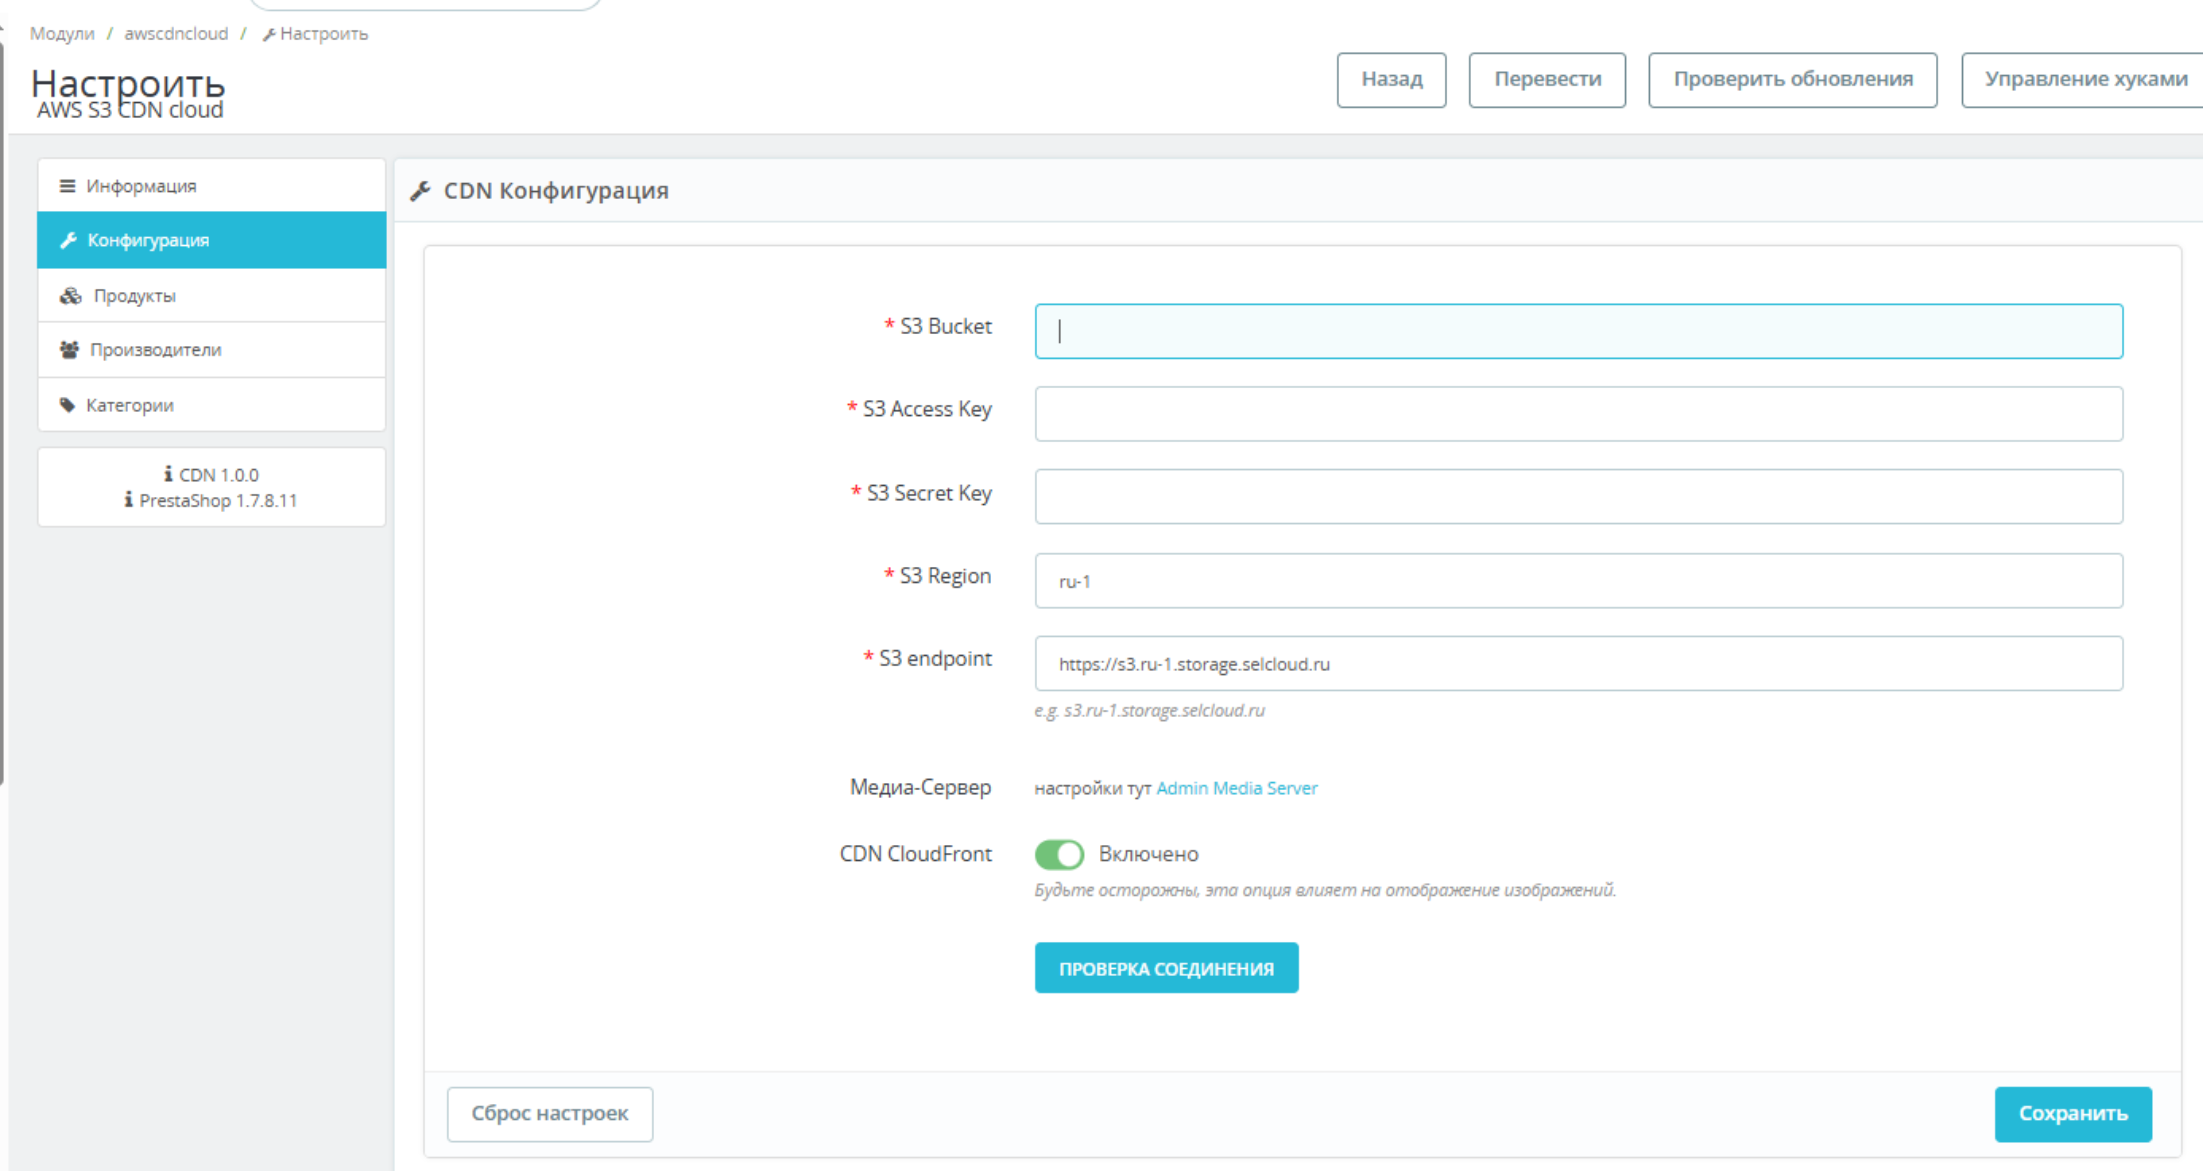 Модули / awscdncloud / Настроить
Настроить
AWS S3 CDN cloud
Назад
Перевести
Проверить обновления
Управление хуками
Информация
Конфигурация
Продукты
Производители
Категории
CDN 1.0.0
PrestaShop 1.7.8.11
CDN Конфигурация
* S3 Bucket
* S3 Access Key
* S3 Secret Key
* S3 Region
ru-1
* S3 endpoint
https://s3.ru-1.storage.selcloud.ru
e.g. s3.ru-1.storage.selcloud.ru
Медиа-Сервер
настройки тут Admin Media Server
CDN CloudFront
Включено
Будьте осторожны, эта опция влияет на отображение изображений.
ПРОВЕРКА СОЕДИНЕНИЯ
Сброс настроек
Сохранить